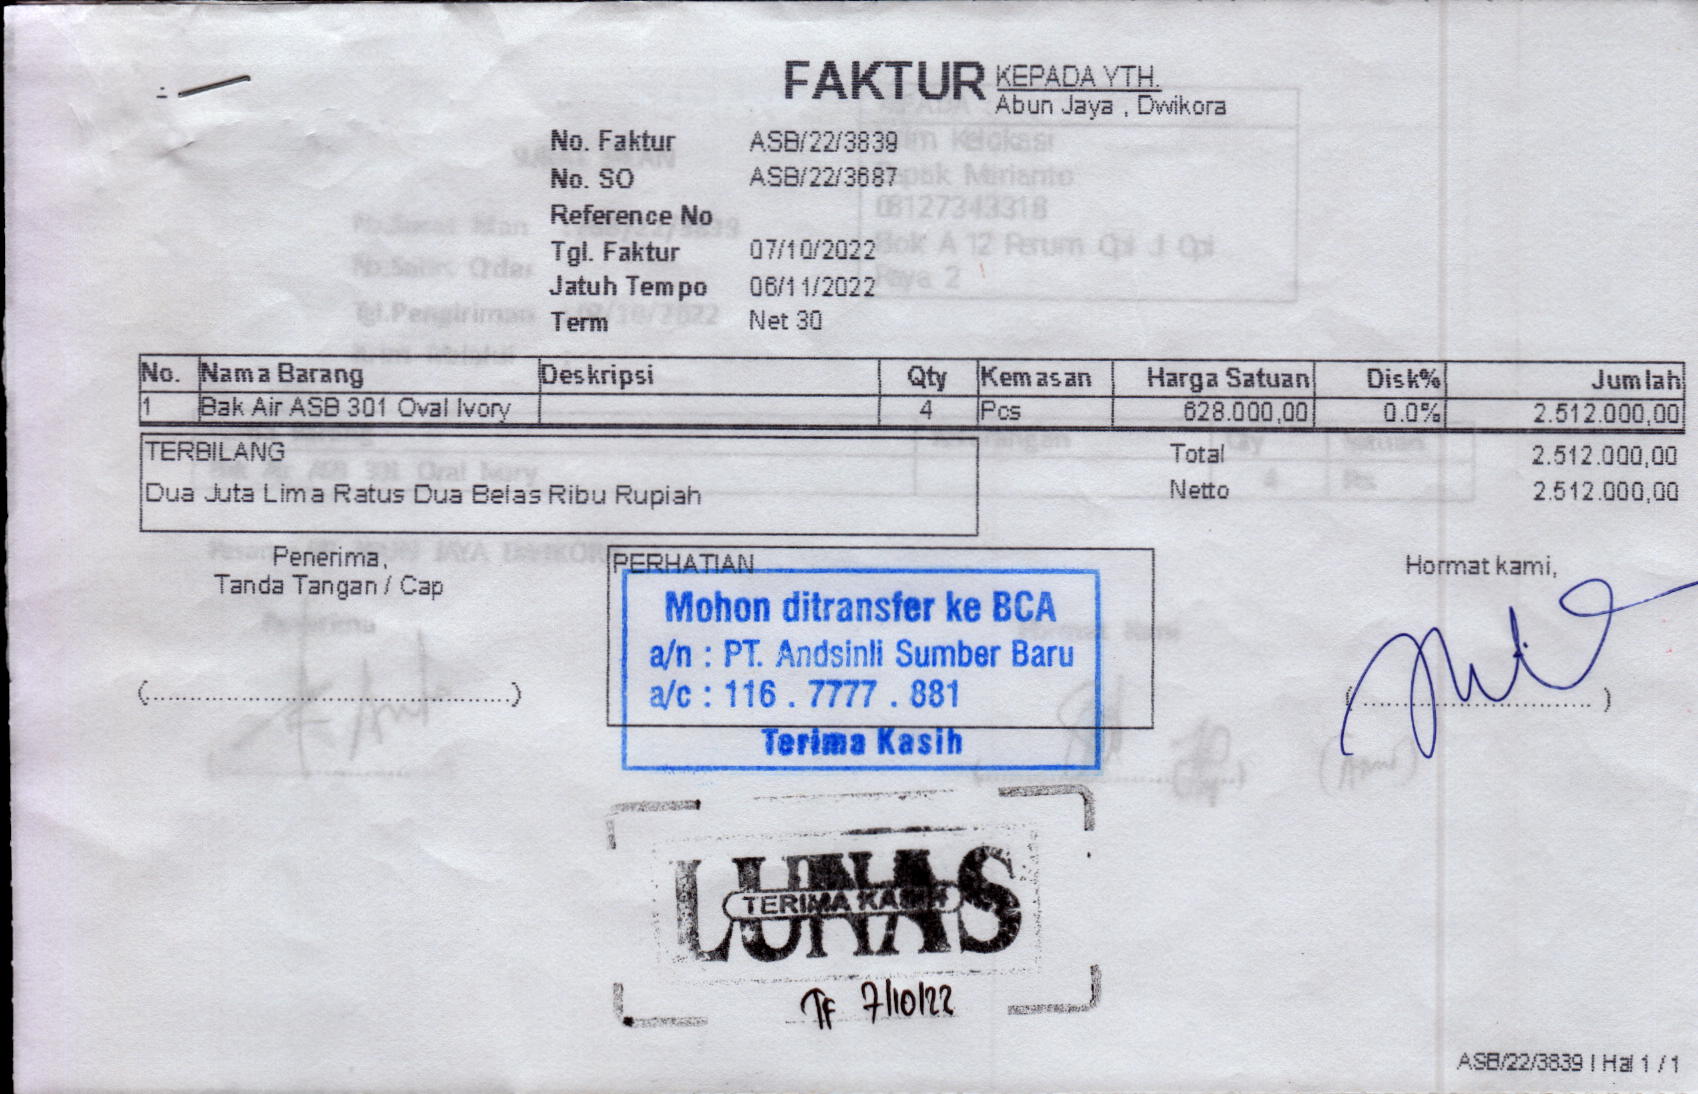 FAKTUR
KEPADA YTH.
Abun Jaya , Dwikora
No. Faktur ASB/22/3839
No. SO ASB/22/3687
Reference No
Tgl. Faktur 07/10/2022
Jatuh Tempo 06/11/2022
Term Net 30
No. Nama Barang Deskripsi Qty Kemasan Harga Satuan Disk% Jumlah
1 Bak Air ASB 301 Oval Ivory 4 Pcs 628.000,00 0.0% 2.512.000,00
TERBILANG
Dua Juta Lima Ratus Dua Belas Ribu Rupiah
Total 2.512.000,00
Netto 2.512.000,00
Penerima,
Tanda Tangan / Cap
(......................................................)
PERHATIAN
Mohon ditransfer ke BCA
a/n : PT. Andsinli Sumber Baru
a/c : 116 . 7777 . 881
Terima Kasih
Hormat kami,
(..................................)
LUNAS
TERIMA KASIH
TF 7/10/22
ASB/22/3839 | Hal 1 / 1